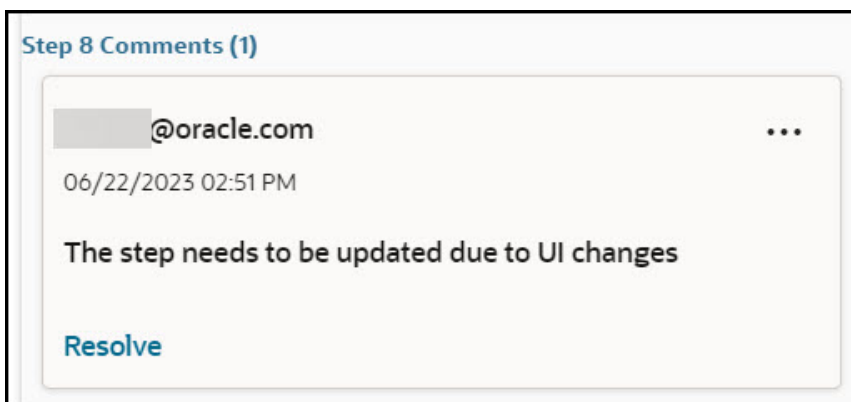 Step 8 Comments (1)
@oracle.com
06/22/2023 02:51 PM
The step needs to be updated due to UI changes
Resolve